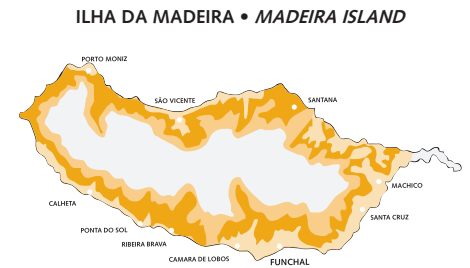 ILHA DA MADEIRA • MADEIRA ISLAND
PORTO MONIZ
SÃO VICENTE
SANTANA
MACHICO
CALHETA
SANTA CRUZ
PONTA DO SOL
RIBEIRA BRAVA
CAMARA DE LOBOS
FUNCHAL